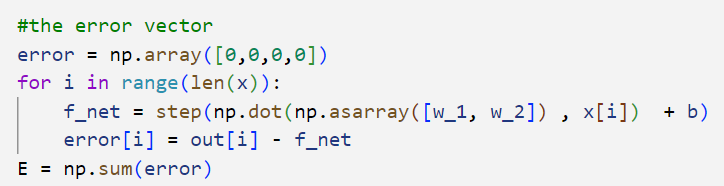 #the error vector
error = np.array([0,0,0,0])
for i in range(len(x)):
    f_net = step(np.dot(np.asarray([w_1, w_2]) , x[i])  + b)
    error[i] = out[i] - f_net
E = np.sum(error)